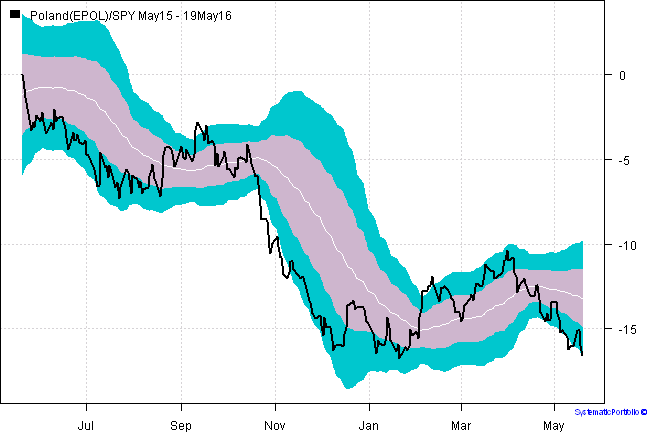 Poland(EPOL)/SPY May15 - 19May16
0
-5
-10
-15
Jul Sep Nov Jan Mar May
SystematicPortfolio ©